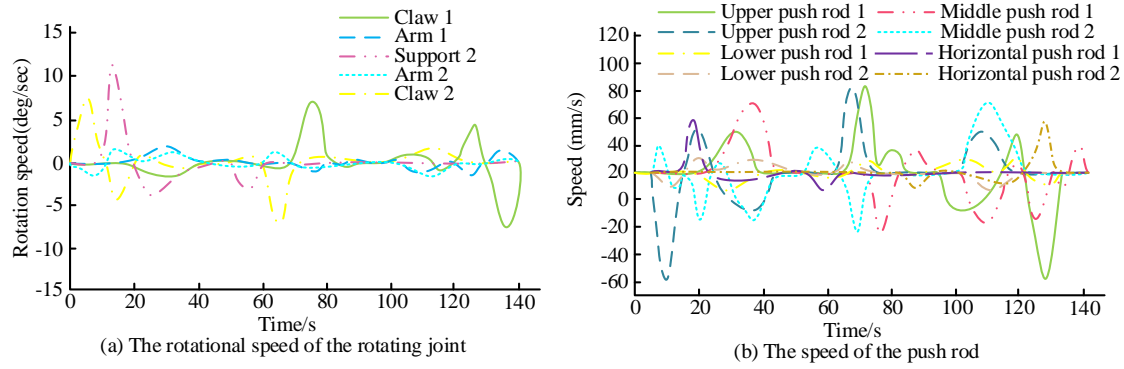 Rotation speed(deg/sec)
15
10
5
0
-5
-10
-15
Claw 1
Arm 1
Support 2
Arm 2
Claw 2
0 20 40 60 80 100 120 140
Time/s
(a) The rotational speed of the rotating joint
Upper push rod 1 Middle push rod 1
Upper push rod 2 Middle push rod 2
Lower push rod 1 Horizontal push rod 1
Lower push rod 2 Horizontal push rod 2
Speed (mm/s)
120
100
80
60
40
20
20
0
-20
-40
-60
0 20 40 60 80 100 120 140
Time/s
(b) The speed of the push rod